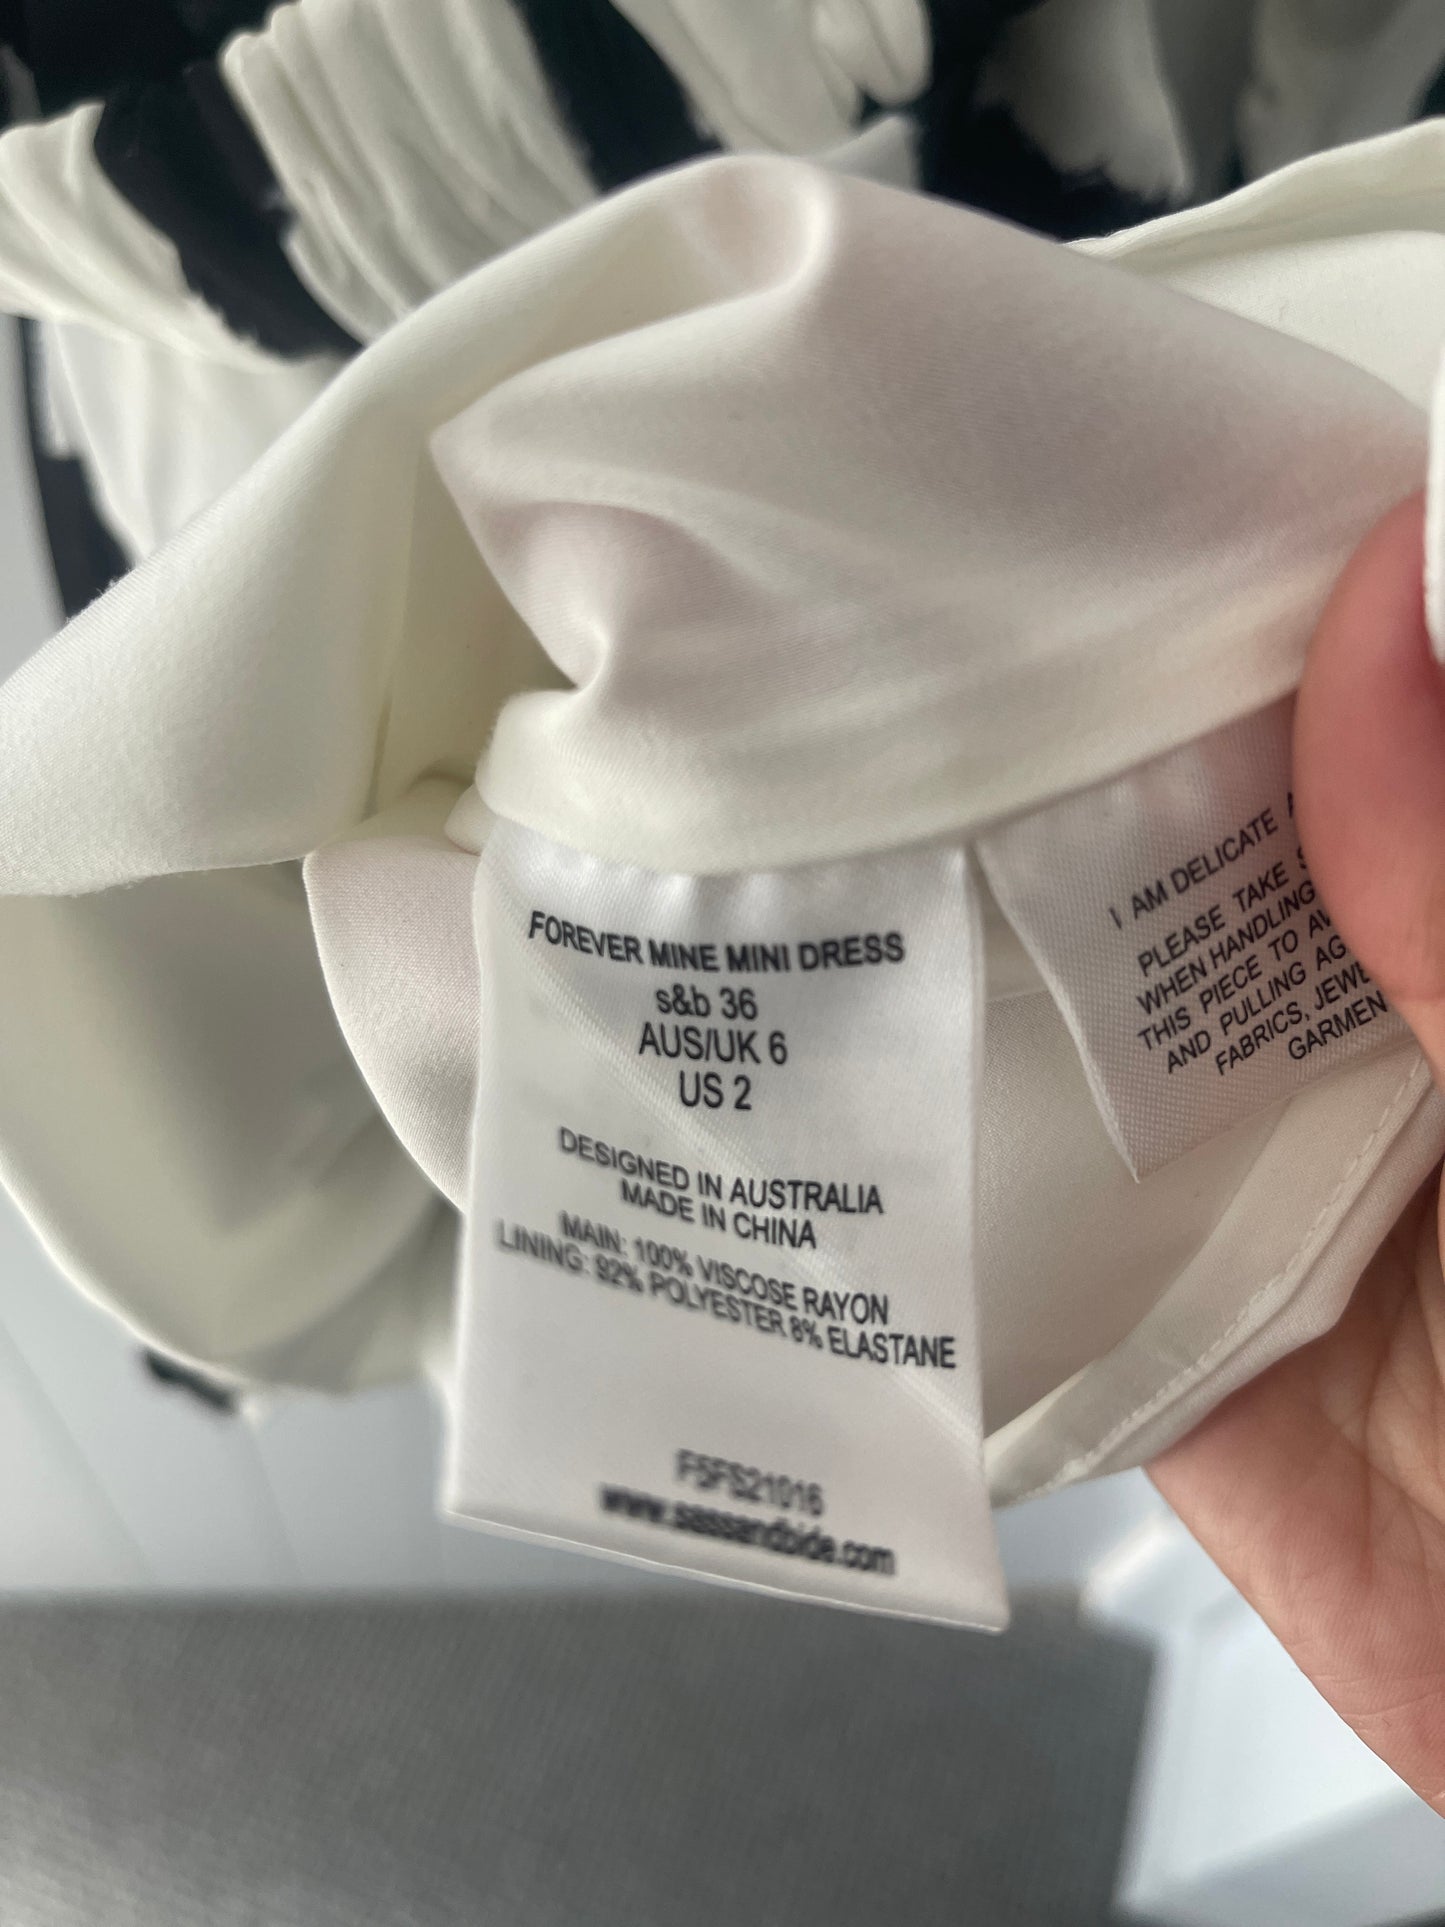 FOREVER MINE MINI DRESS
s&b 36
AUS/UK 6
US 2
DESIGNED IN AUSTRALIA
MADE IN CHINA
MAIN: 100% VISCOSE RAYON
LINING: 92% POLYESTER 8% ELASTANE
F5FS21016
www.sassandbide.com
I AM DELICATE
PLEASE TAKE
WHEN HANDLING
THIS PIECE TO
AND PULLING
FABRICS,